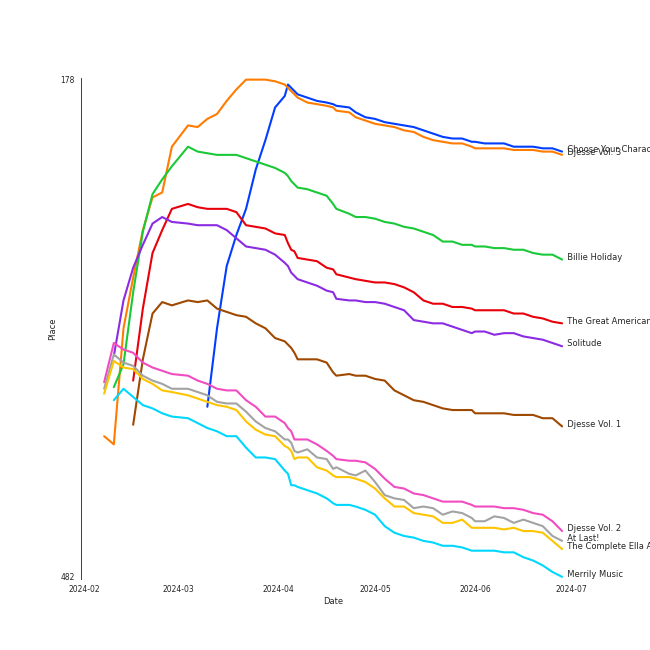 178
Choose Your Charac
Djesse Vol. 3
Billie Holiday
The Great American
Solitude
Place
Djesse Vol. 1
Djesse Vol. 2
At Last!
The Complete Ella A
Merrily Music
482
2024-02 2024-03 2024-04 2024-05 2024-06 2024-07
Date